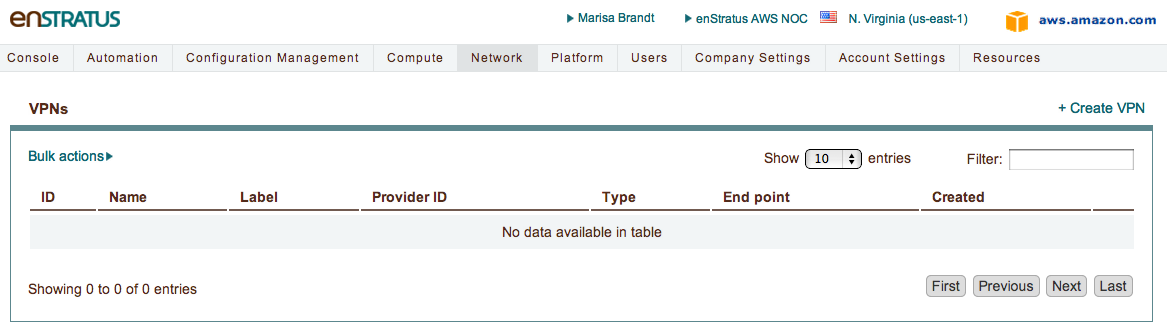 enSTRATUS Marisa Brandt enStratus AWS NOC N. Virginia (us-east-1) aws.amazon.com
Console Automation Configuration Management Compute Network Platform Users Company Settings Account Settings Resources
VPNs + Create VPN
Bulk actions Show 10 entries Filter:
ID Name Label Provider ID Type End point Created
No data available in table
Showing 0 to 0 of 0 entries First Previous Next Last